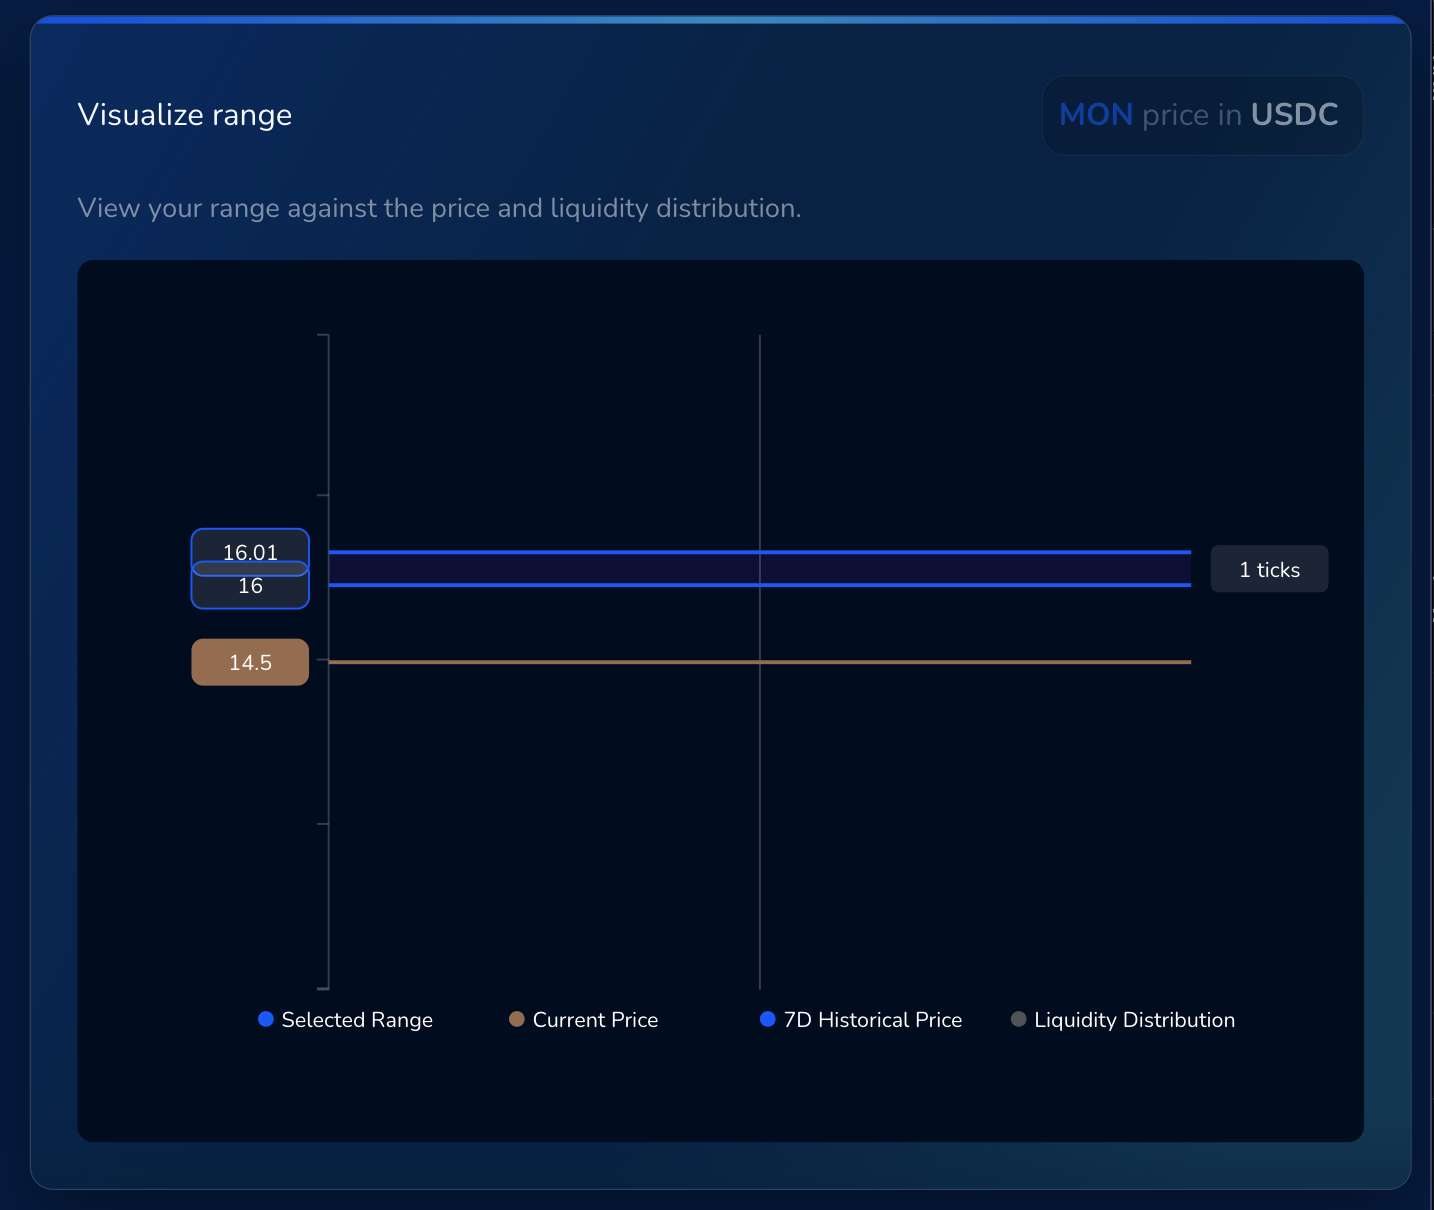 Visualize range
MON price in USDC
View your range against the price and liquidity distribution.
16.01
16
1 ticks
14.5
Selected Range
Current Price
7D Historical Price
Liquidity Distribution